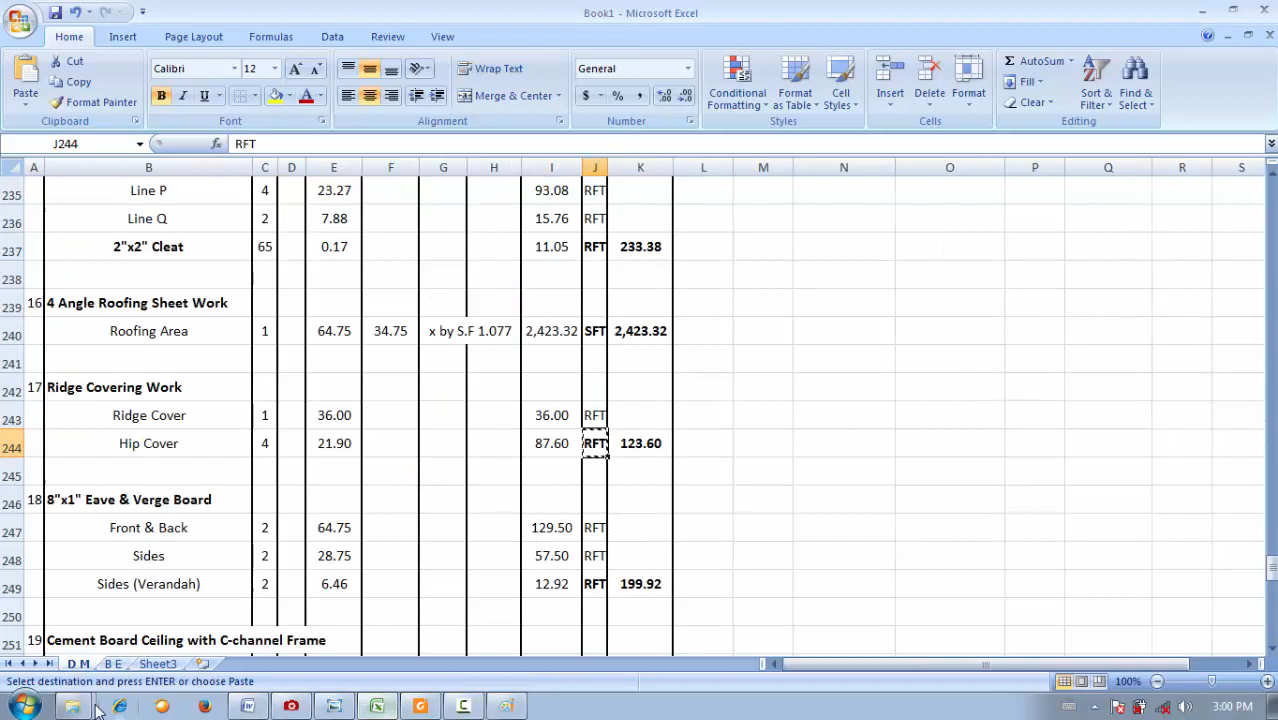 Book1 - Microsoft Excel
Home Insert Page Layout Formulas Data Review View
Paste
Cut
Copy
Format Painter
Clipboard
Calibri 12
B I U
Font
Wrap Text
Merge & Center
Alignment
General
$ % ,
Number
Conditional Formatting
Format as Table
Cell Styles
Styles
Insert Delete Format
Cells
AutoSum
Fill
Clear
Sort & Filter
Find & Select
Editing
J244 fx RFT
A B C D E F G H I J K L M N O P Q R S
235 Line P 4 23.27 93.08 RFT
236 Line Q 2 7.88 15.76 RFT
237 2"x2" Cleat 65 0.17 11.05 RFT 233.38
238
239 16 4 Angle Roofing Sheet Work
240 Roofing Area 1 64.75 34.75 x by S.F 1.077 2,423.32 SFT 2,423.32
241
242 17 Ridge Covering Work
243 Ridge Cover 1 36.00 36.00 RFT
244 Hip Cover 4 21.90 87.60 RFT 123.60
245
246 18 8"x1" Eave & Verge Board
247 Front & Back 2 64.75 129.50 RFT
248 Sides 2 28.75 57.50 RFT
249 Sides (Verandah) 2 6.46 12.92 RFT 199.92
250
251 19 Cement Board Ceiling with C-channel Frame
D M B E Sheet3
Select destination and press ENTER or choose Paste 100%
3:00 PM